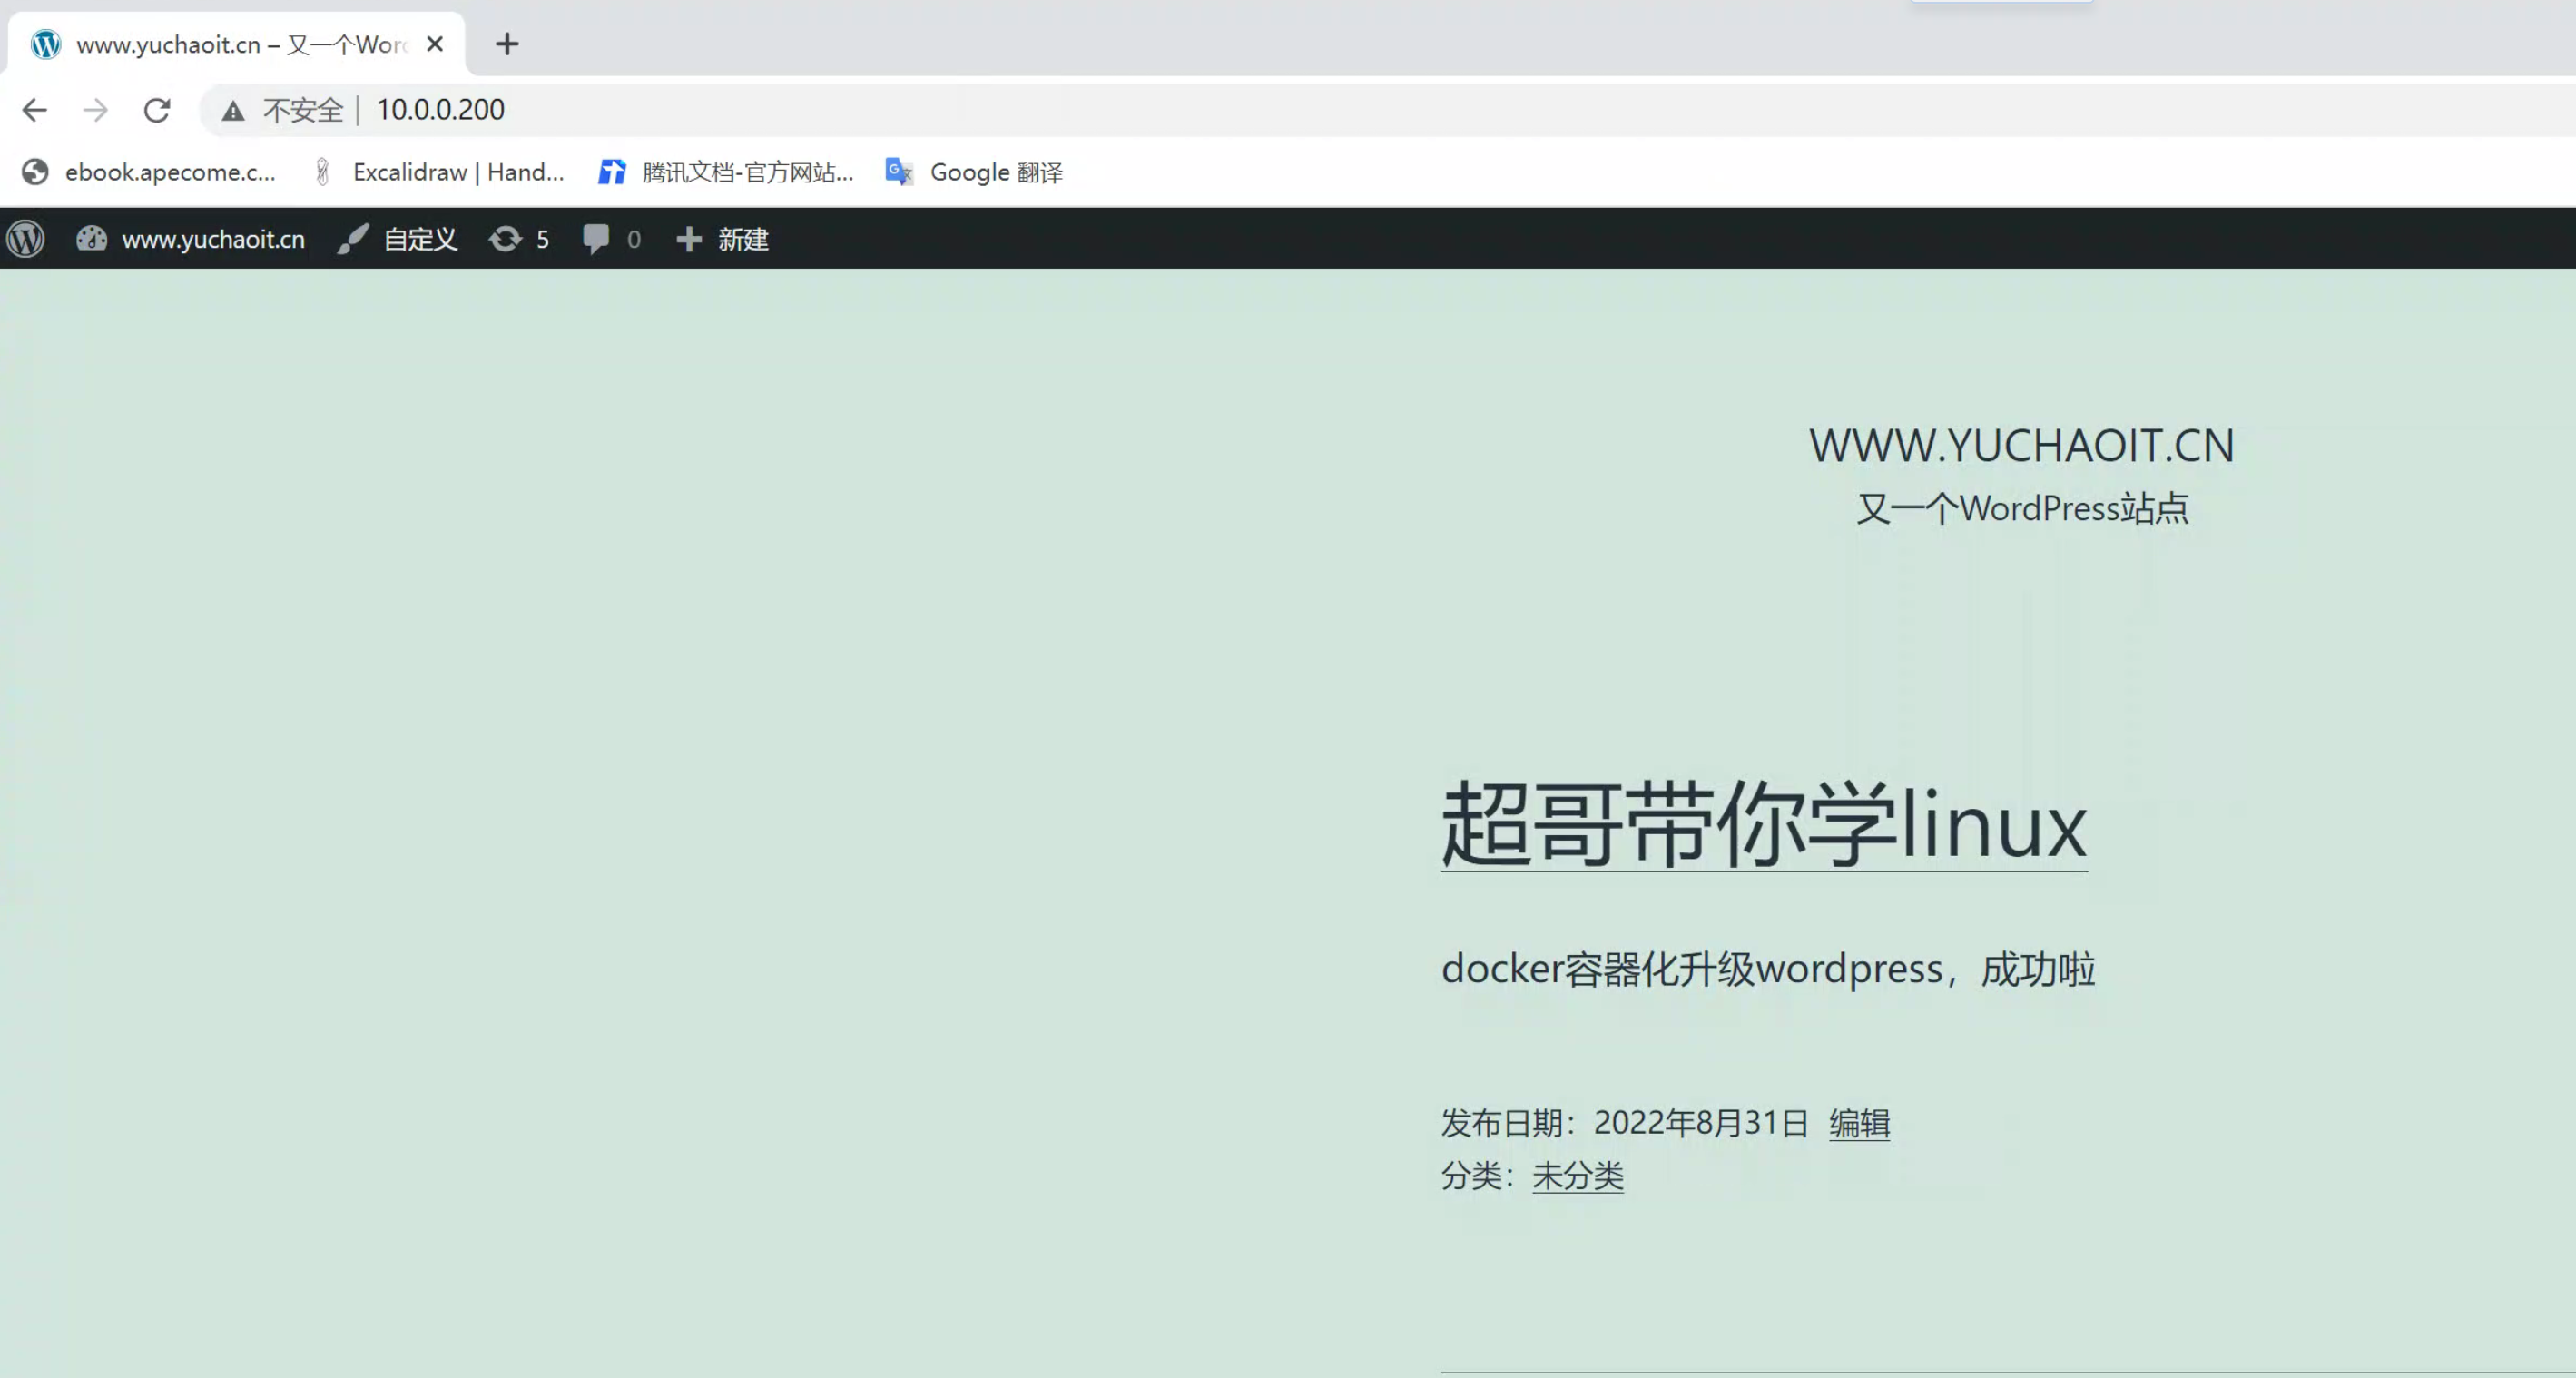 www.yuchaoit.cn – 又一个Wor
不安全 | 10.0.0.200
ebook.apecome.c... Excalidraw | Hand... 腾讯文档-官方网站... Google 翻译
www.yuchaoit.cn 自定义 5 0 新建
WWW.YUCHAOIT.CN
又一个WordPress站点
超哥带你学linux
docker容器化升级wordpress，成功啦
发布日期：2022年8月31日 编辑
分类：未分类